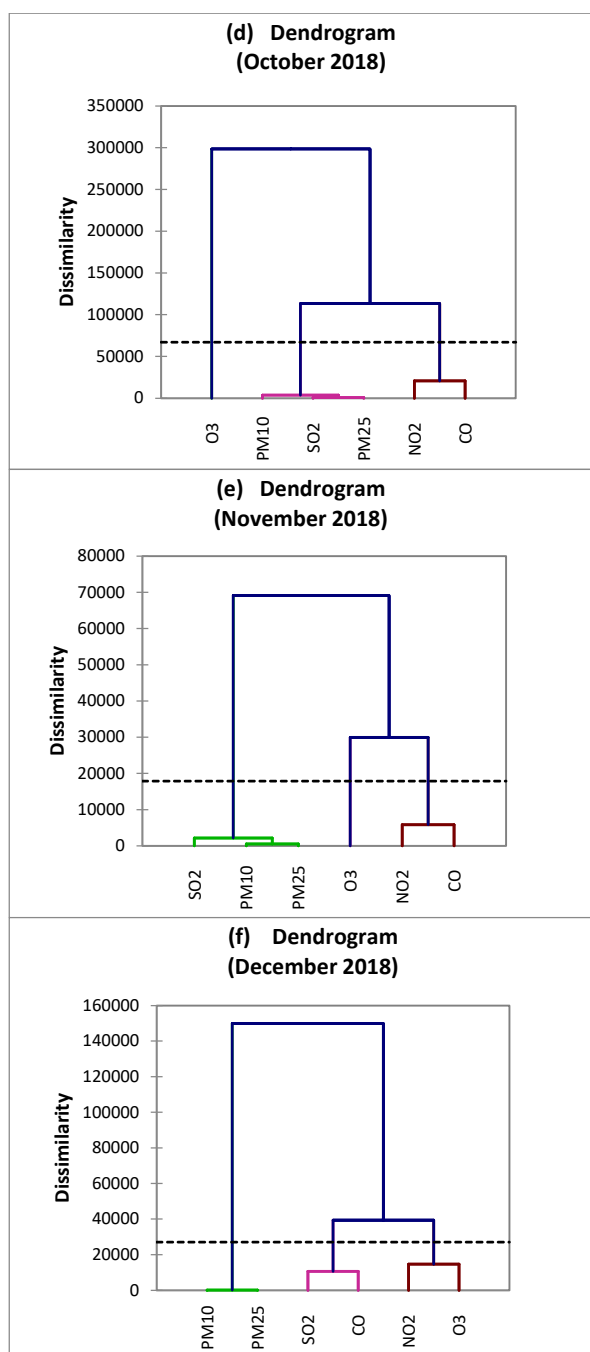 (d) Dendrogram
(October 2018)
350000
300000
250000
200000
150000
100000
50000
0
Dissimilarity
O3
PM10
SO2
PM25
NO2
CO
(e) Dendrogram
(November 2018)
80000
70000
60000
50000
40000
30000
20000
10000
0
Dissimilarity
SO2
PM10
PM25
O3
NO2
CO
(f) Dendrogram
(December 2018)
160000
140000
120000
100000
80000
60000
40000
20000
0
Dissimilarity
PM10
PM25
SO2
CO
NO2
O3